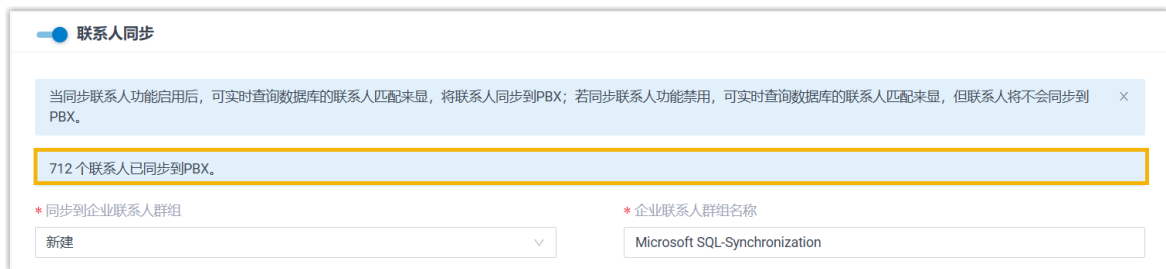 联系人同步
当同步联系人功能启用后，可实时查询数据库的联系人匹配来显，将联系人同步到PBX；若同步联系人功能禁用，可实时查询数据库的联系人匹配来显，但联系人将不会同步到
PBX。
712 个联系人已同步到PBX。
* 同步到企业联系人群组
* 企业联系人群组名称
新建
Microsoft SQL-Synchronization